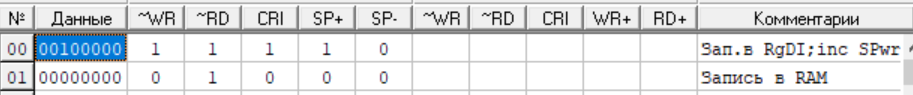 № Данные ~WR ~RD CRI SP+ SP- ~WR ~RD CRI WR+ RD+ Комментарии
00 00100000 1 1 1 1 0 Зап.в RgDI;inc SPwr
01 00000000 0 1 0 0 0 Запись в RAM